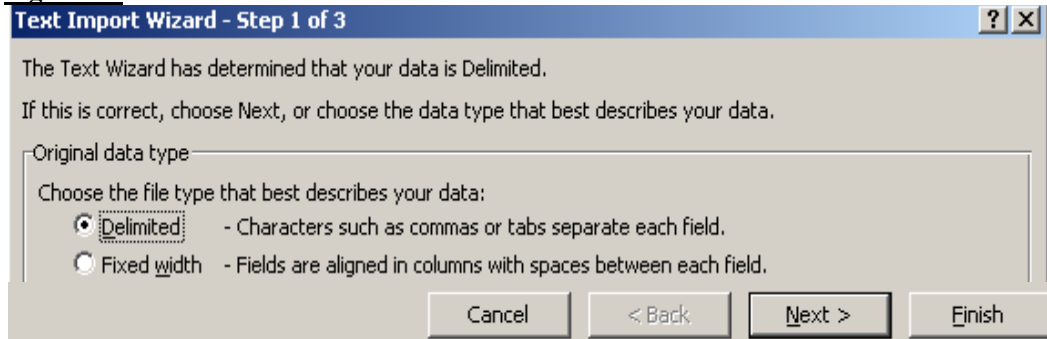 Text Import Wizard - Step 1 of 3
The Text Wizard has determined that your data is Delimited.
If this is correct, choose Next, or choose the data type that best describes your data.
Original data type
Choose the file type that best describes your data:
Delimited - Characters such as commas or tabs separate each field.
Fixed width - Fields are aligned in columns with spaces between each field.
Cancel < Back Next > Finish